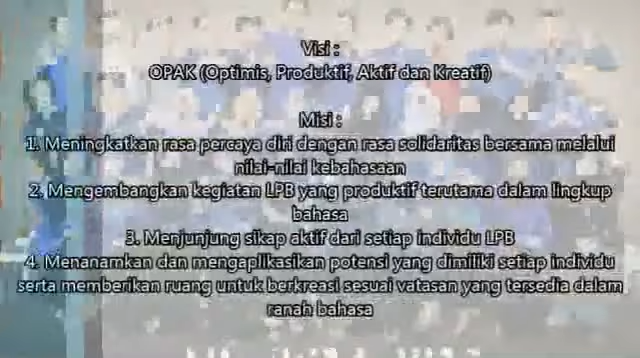 Visi :
OPAK (Optimis, Produktif, Aktif dan Kreatif)
Misi :
1. Meningkatkan rasa percaya diri dengan rasa solidaritas bersama melalui
nilai-nilai kebahasaan
2. Mengembangkan kegiatan LPB yang produktif terutama dalam lingkup
bahasa
3. Menjunjung sikap aktif dari setiap individu LPB
4. Menanamkan dan mengaplikasikan potensi yang dimiliki setiap individu
serta memberikan ruang untuk berkreasi sesuai vatasan yang tersedia dalam
ranah bahasa